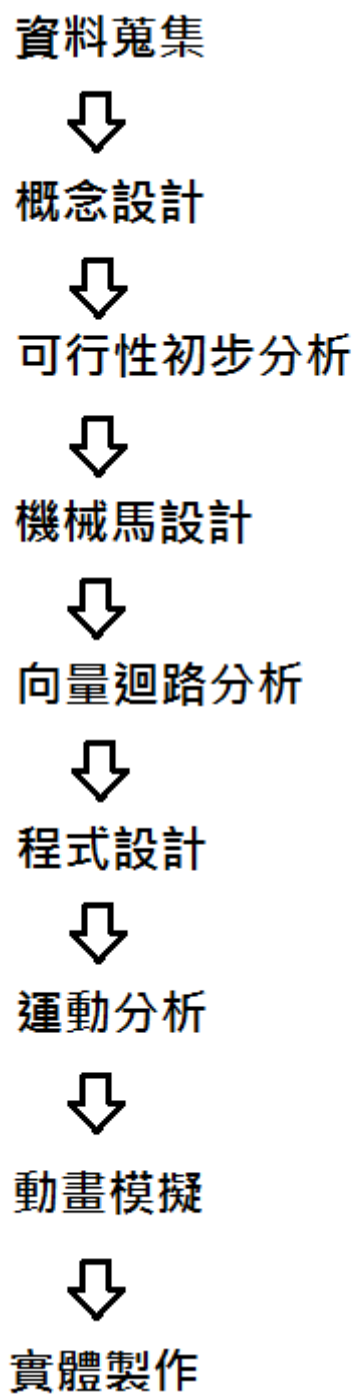 資料蒐集
概念設計
可行性初步分析
機械馬設計
向量迴路分析
程式設計
運動分析
動畫模擬
實體製作